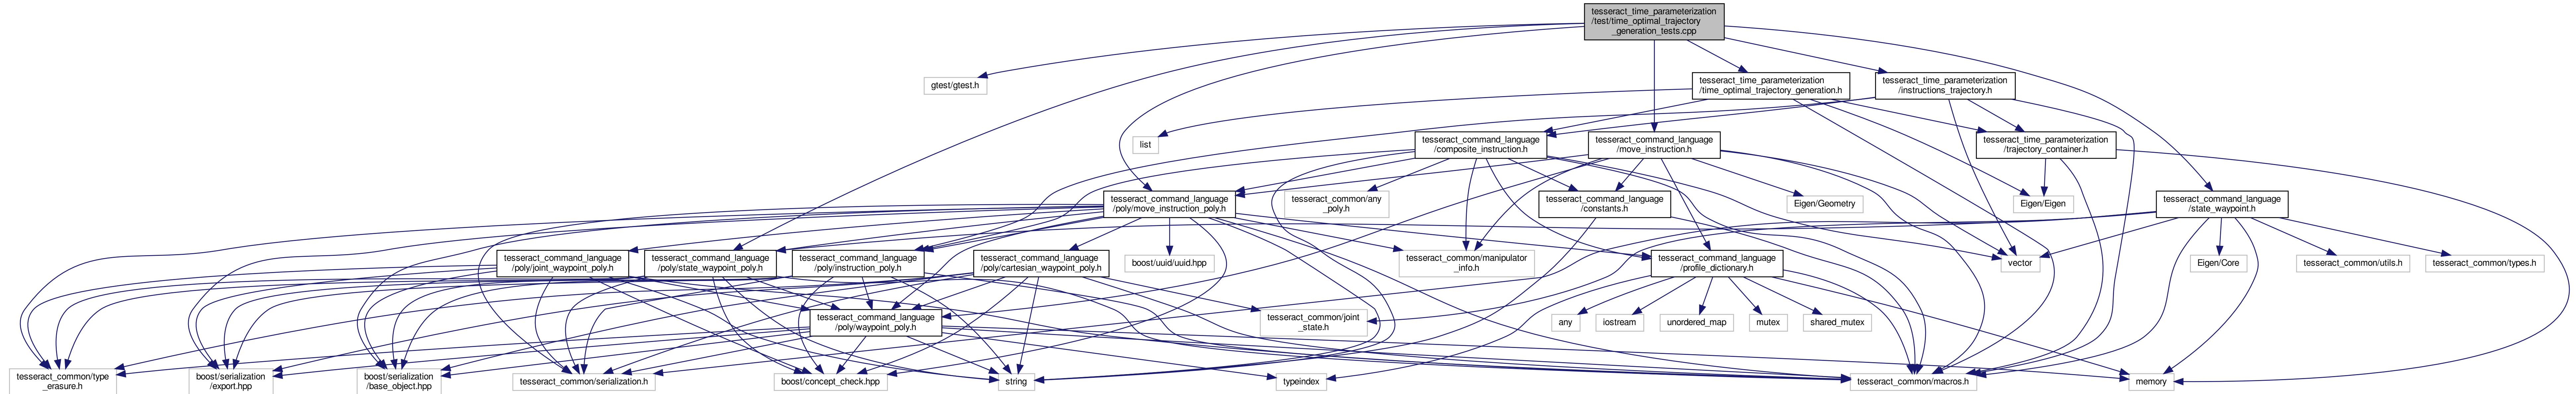 tesseract_time_parameterization
/test/time_optimal_trajectory
_generation_tests.cpp
gtest/gtest.h
tesseract_time_parameterization
/time_optimal_trajectory_generation.h
tesseract_time_parameterization
/instructions_trajectory.h
list
tesseract_command_language
/composite_instruction.h
tesseract_command_language
/move_instruction.h
tesseract_time_parameterization
/trajectory_container.h
tesseract_command_language
/poly/move_instruction_poly.h
tesseract_common/any
_poly.h
tesseract_command_language
/constants.h
Eigen/Geometry
Eigen/Eigen
tesseract_command_language
/state_waypoint.h
tesseract_command_language
/poly/joint_waypoint_poly.h
tesseract_command_language
/poly/state_waypoint_poly.h
tesseract_command_language
/poly/instruction_poly.h
tesseract_command_language
/poly/cartesian_waypoint_poly.h
boost/uuid/uuid.hpp
tesseract_common/manipulator
_info.h
tesseract_command_language
/profile_dictionary.h
vector
Eigen/Core
tesseract_common/utils.h
tesseract_common/types.h
tesseract_command_language
/poly/waypoint_poly.h
tesseract_common/joint
_state.h
any
iostream
unordered_map
mutex
shared_mutex
tesseract_common/type
_erasure.h
boost/serialization
/export.hpp
boost/serialization
/base_object.hpp
tesseract_common/serialization.h
boost/concept_check.hpp
string
typeindex
tesseract_common/macros.h
memory